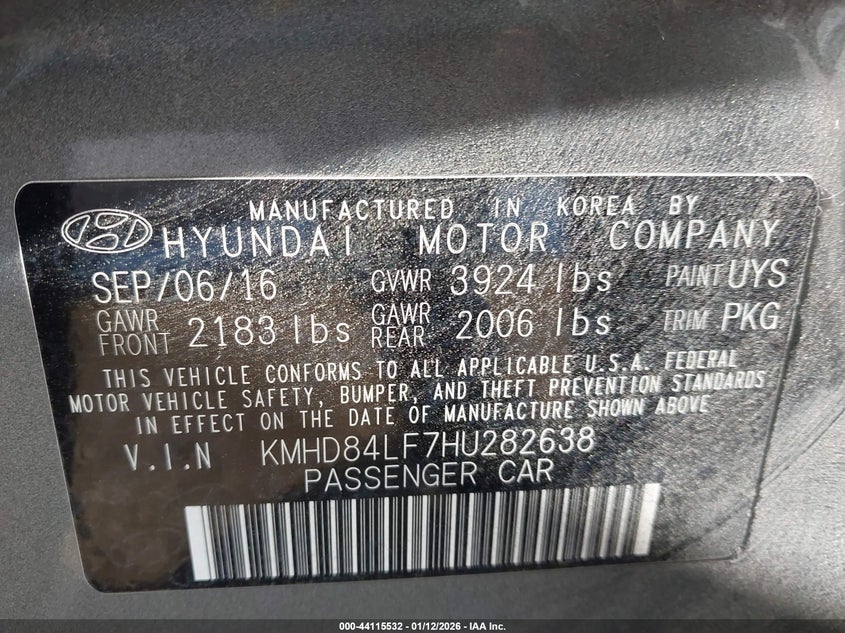 MANUFACTURED IN KOREA BY
HYUNDAI MOTOR COMPANY
SEP/06/16 GVWR 3924 lbs PAINT UYS
GAWR FRONT 2183 lbs GAWR REAR 2006 lbs TRIM PKG
THIS VEHICLE CONFORMS TO ALL APPLICABLE U.S.A. FEDERAL
MOTOR VEHICLE SAFETY, BUMPER, AND THEFT PREVENTION STANDARDS
IN EFFECT ON THE DATE OF MANUFACTURE SHOWN ABOVE
V.I.N KMHD84LF7HU282638
PASSENGER CAR
000-44115532 - 01/12/2026 - IAA Inc.